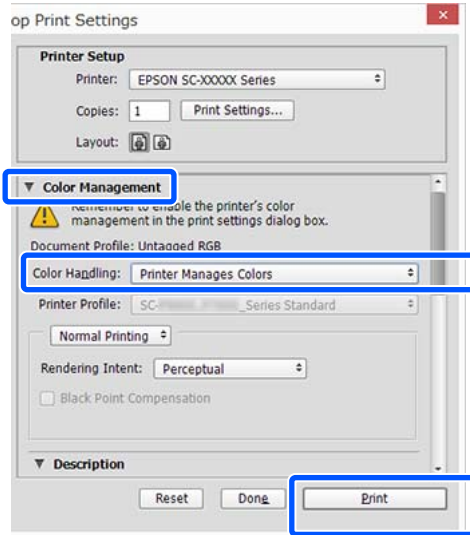 op Print Settings
Printer Setup
Printer: EPSON SC-XXXXX Series
Copies: 1 Print Settings...
Layout:
Color Management
Remember to enable the printer's color
management in the print settings dialog box.
Document Profile: Untagged RGB
Color Handling: Printer Manages Colors
Printer Profile: SC- _Series Standard
Normal Printing
Rendering Intent: Perceptual
Black Point Compensation
Description
Reset Done Print